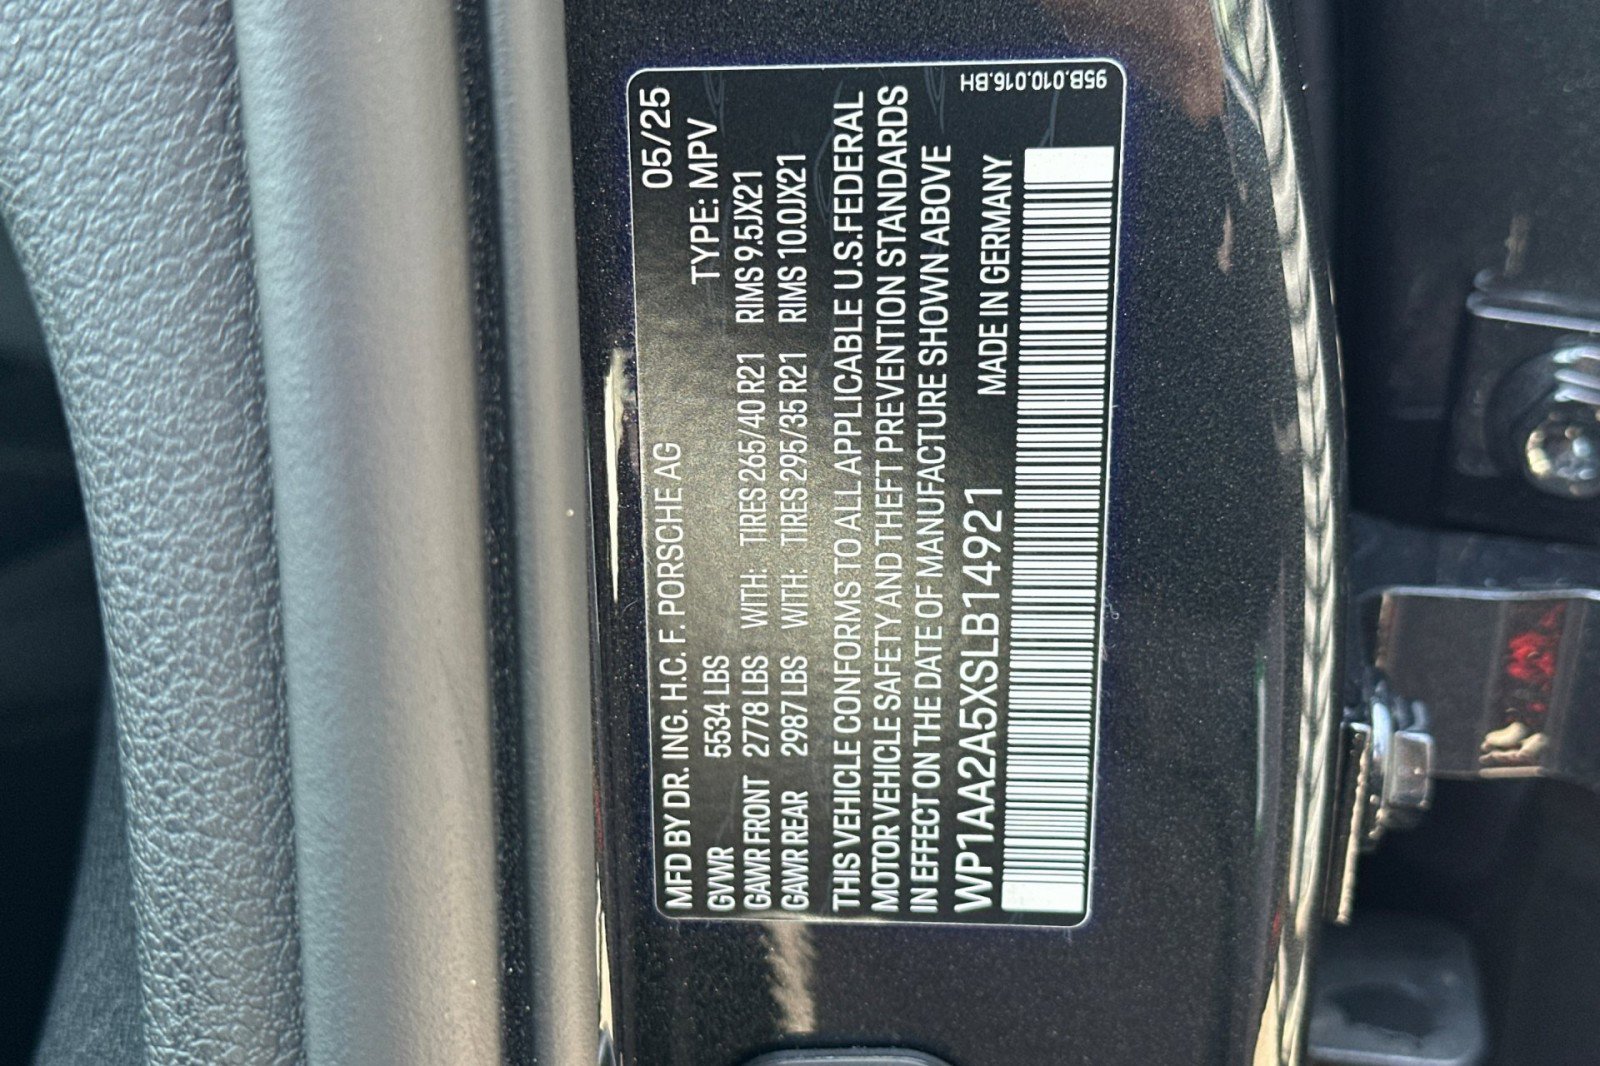 MFD BY DR. ING. H.C. F. PORSCHE AG 05/25
GVWR 5534 LBS TYPE: MPV
GAWR FRONT 2778 LBS WITH: TIRES 265/40 R21 RIMS 9.5JX21
GAWR REAR 2987 LBS WITH: TIRES 295/35 R21 RIMS 10.0JX21
THIS VEHICLE CONFORMS TO ALL APPLICABLE U.S.FEDERAL
MOTOR VEHICLE SAFETY AND THEFT PREVENTION STANDARDS
IN EFFECT ON THE DATE OF MANUFACTURE SHOWN ABOVE
WP1AA2A5XSLB14921 MADE IN GERMANY
95B.010.016.BH